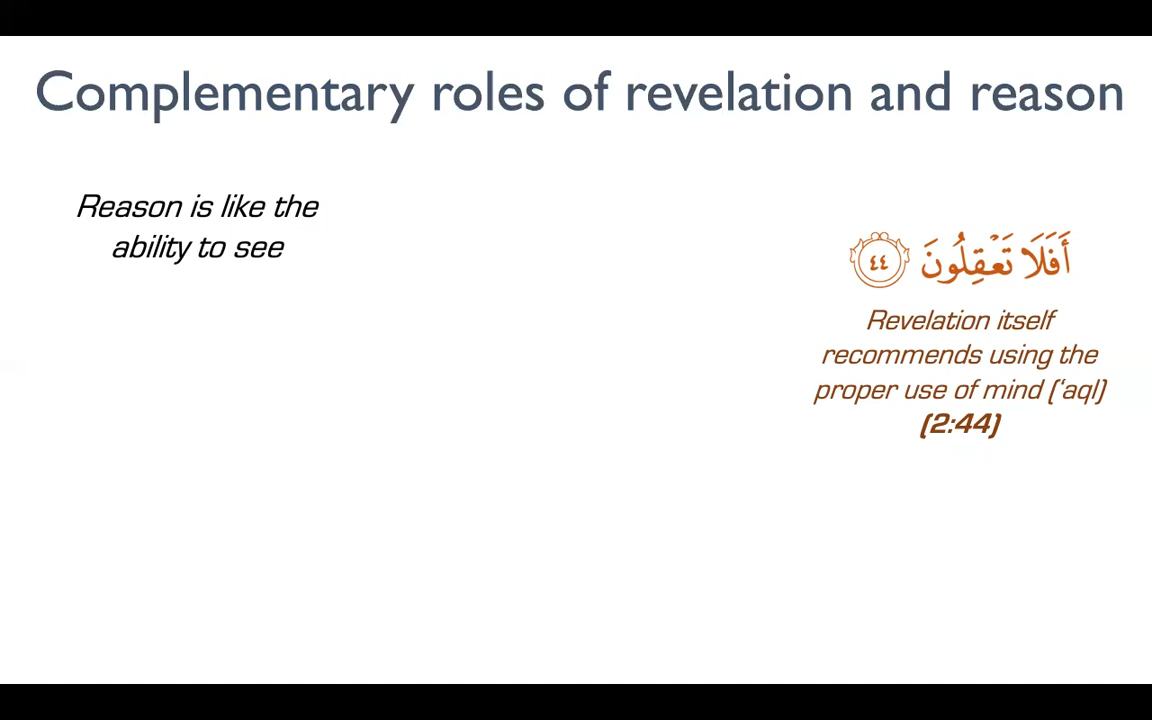 Complementary roles of revelation and reason
Reason is like the
ability to see
أَفَلَا تَعْقِلُونَ ٤٤
Revelation itself
recommends using the
proper use of mind (‘aql)
(2:44)